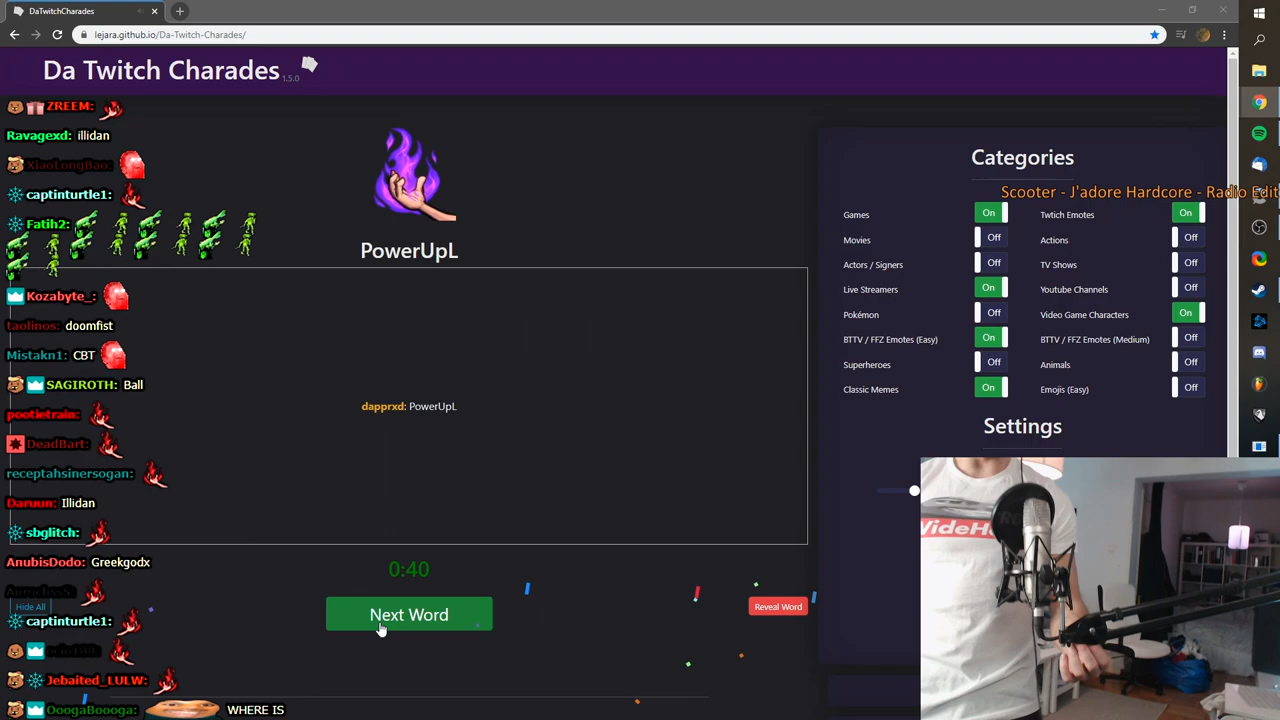 DaTwitchCharades
lejara.github.io/Da-Twitch-Charades/
Da Twitch Charades 1.5.0
ZREEM:
Ravagexd: illidan
XiaoLongBao:
captinturtle1:
Fatih2:
Kozabyte_:
taolinos: doomfist
Mistakn1: CBT
SAGIROTH: Ball
pootietrain:
DeadBart:
receptahsinersogan:
Daruun: Illidan
sbglitch:
AnubisDodo: Greekgodx
Hide All
captinturtle1:
Jebaited_LULW:
OoogaBoooga: WHERE IS
PowerUpL
dapprxd: PowerUpL
0:40
Next Word
Reveal Word
Categories
Scooter - J'adore Hardcore - Radio Edit
Games On Twtich Emotes On
Movies Off Actions Off
Actors / Signers Off TV Shows Off
Live Streamers On Youtube Channels Off
Pokémon Off Video Game Characters On
BTTV / FFZ Emotes (Easy) On BTTV / FFZ Emotes (Medium) Off
Superheroes Off Animals Off
Classic Memes On Emojis (Easy) Off
Settings